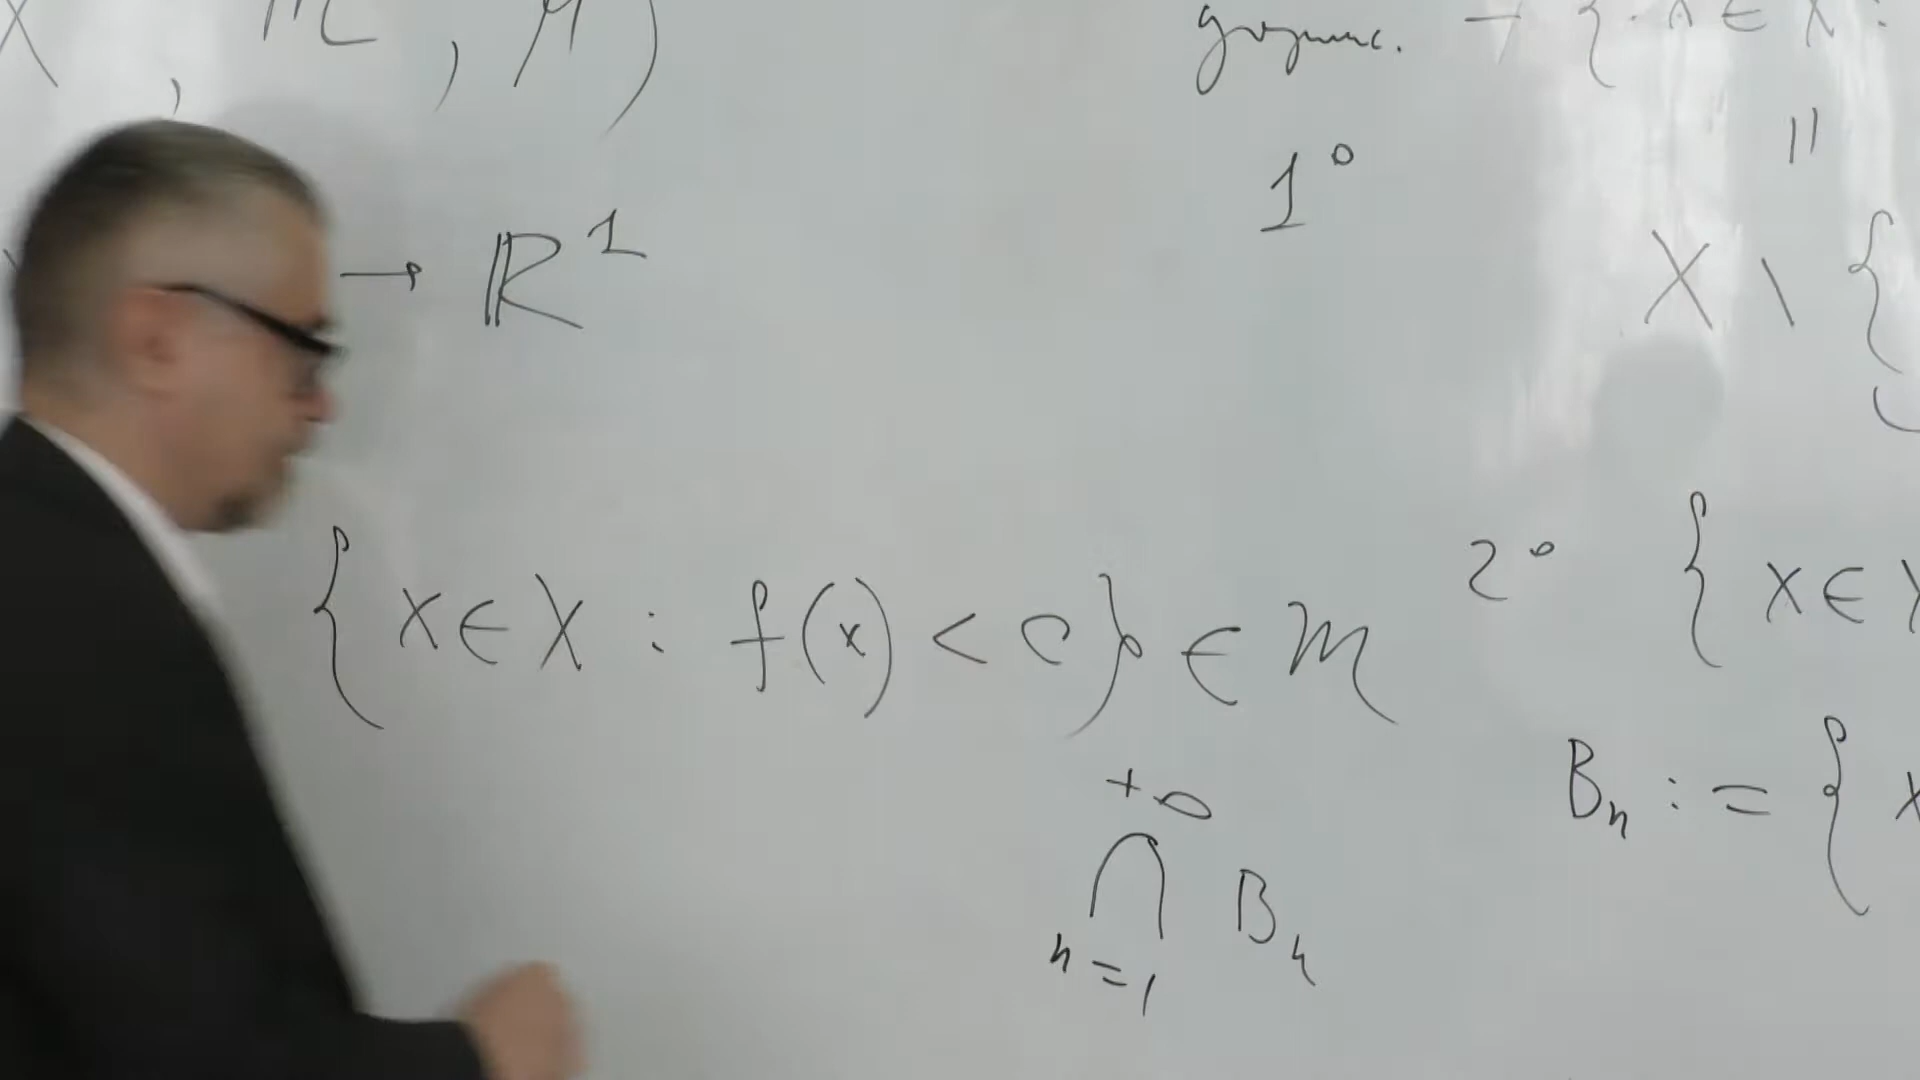 X, 𝔐, μ)
→ ℝ¹
{x∈X : f(x) < c} ∈ 𝔐
+∞
⋂ Bₙ
n=1
→ {x∈X :
1° ||
X \ {
2° {x∈X
Bₙ := {x